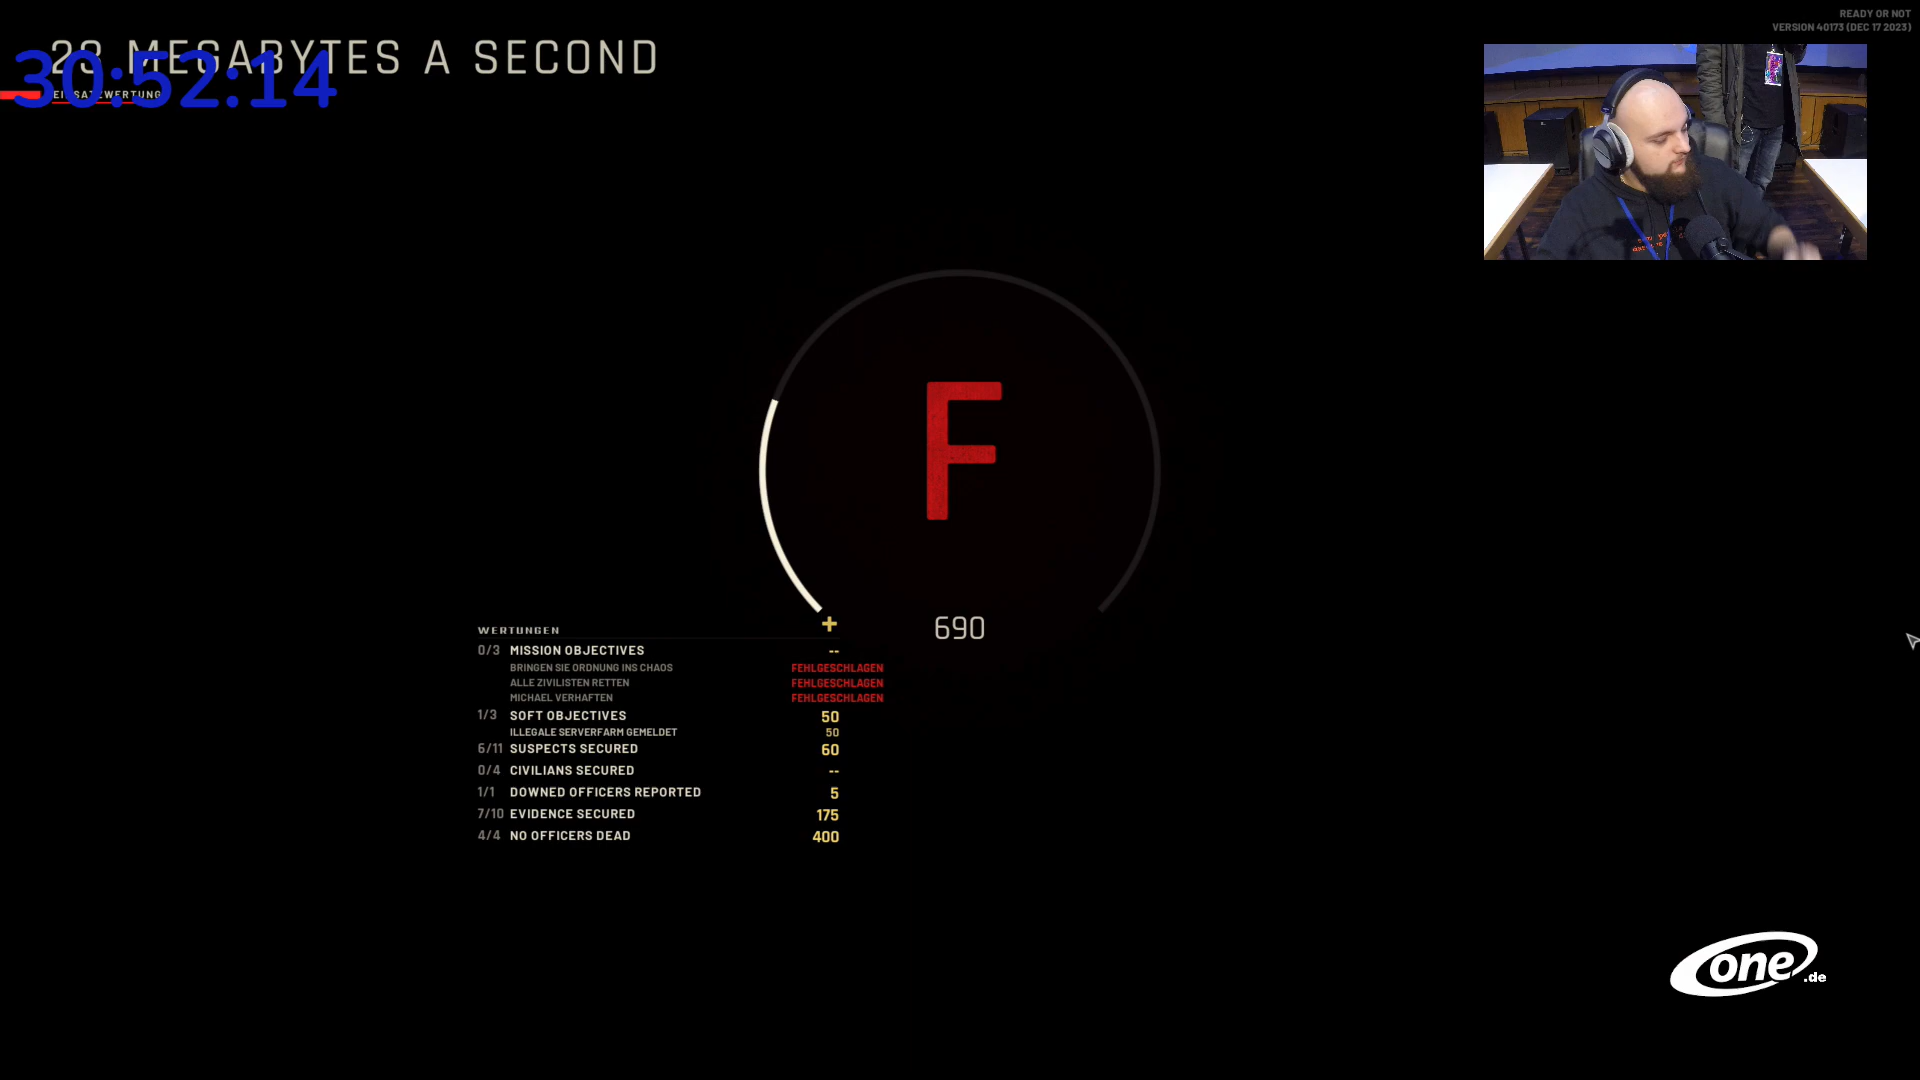 READY OR NOT
VERSION 40173 (DEC 17 2023)
23 MEGABYTES A SECOND
30:52:14
EINSATZWERTUNG
F
690
+
WERTUNGEN
0/3 MISSION OBJECTIVES --
BRINGEN SIE ORDNUNG INS CHAOS FEHLGESCHLAGEN
ALLE ZIVILISTEN RETTEN FEHLGESCHLAGEN
MICHAEL VERHAFTEN FEHLGESCHLAGEN
1/3 SOFT OBJECTIVES 50
ILLEGALE SERVERFARM GEMELDET 50
6/11 SUSPECTS SECURED 60
0/4 CIVILIANS SECURED --
1/1 DOWNED OFFICERS REPORTED 5
7/10 EVIDENCE SECURED 175
4/4 NO OFFICERS DEAD 400
one.de